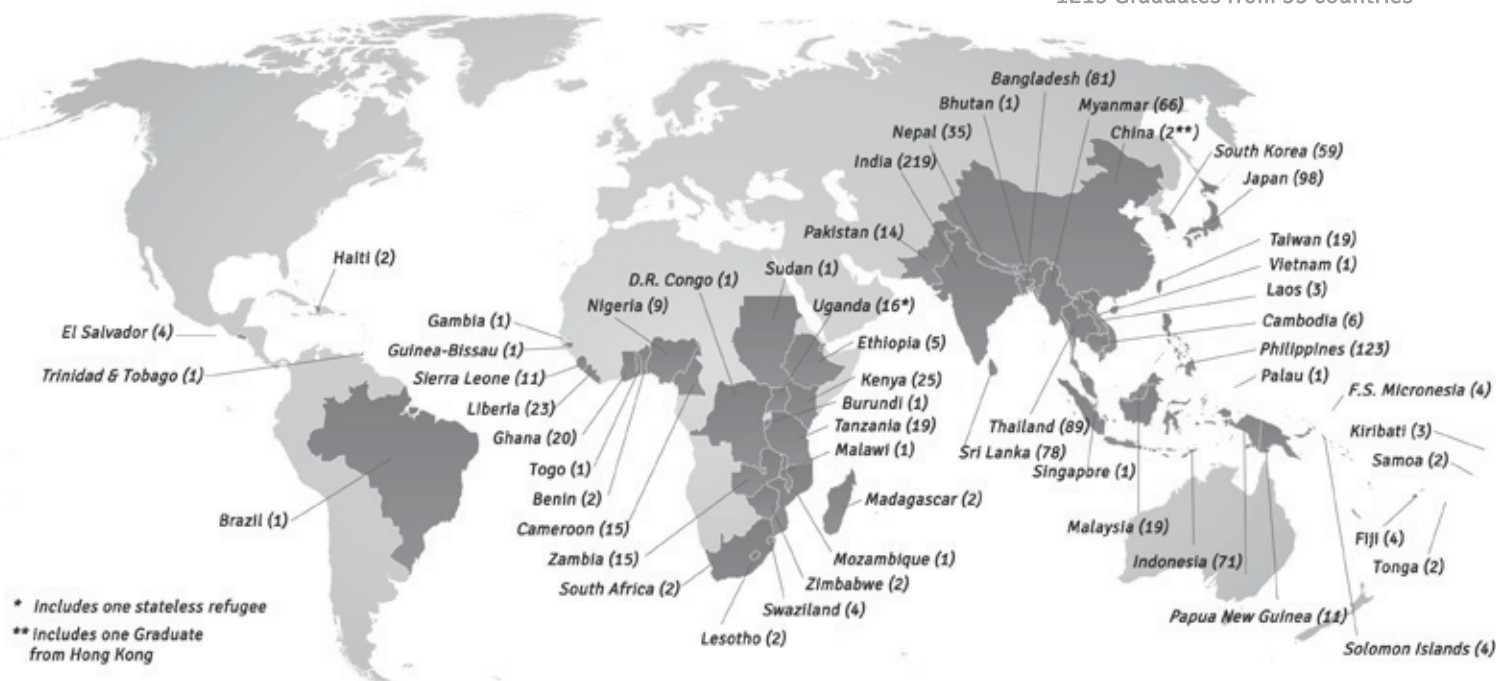 Bangladesh (81)
Bhutan (1)
Myanmar (66)
Nepal (35)
China (2**)
India (219)
South Korea (59)
Japan (98)
Pakistan (14)
Taiwan (19)
Haiti (2)
Sudan (1)
Vietnam (1)
D.R. Congo (1)
Laos (3)
Nigeria (9)
Uganda (16*)
Gambia (1)
Cambodia (6)
El Salvador (4)
Ethiopia (5)
Guinea-Bissau (1)
Philippines (123)
Trinidad & Tobago (1)
Sierra Leone (11)
Kenya (25)
Palau (1)
F.S. Micronesia (4)
Liberia (23)
Burundi (1)
Ghana (20)
Tanzania (19)
Thailand (89)
Kiribati (3)
Malawi (1)
Sri Lanka (78)
Samoa (2)
Togo (1)
Singapore (1)
Benin (2)
Madagascar (2)
Brazil (1)
Cameroon (15)
Malaysia (19)
Fiji (4)
Zambia (15)
Mozambique (1)
Indonesia (71)
Tonga (2)
South Africa (2)
Zimbabwe (2)
Swaziland (4)
Papua New Guinea (11)
Lesotho (2)
Solomon Islands (4)
* Includes one stateless refugee
** includes one Graduate
from Hong Kong